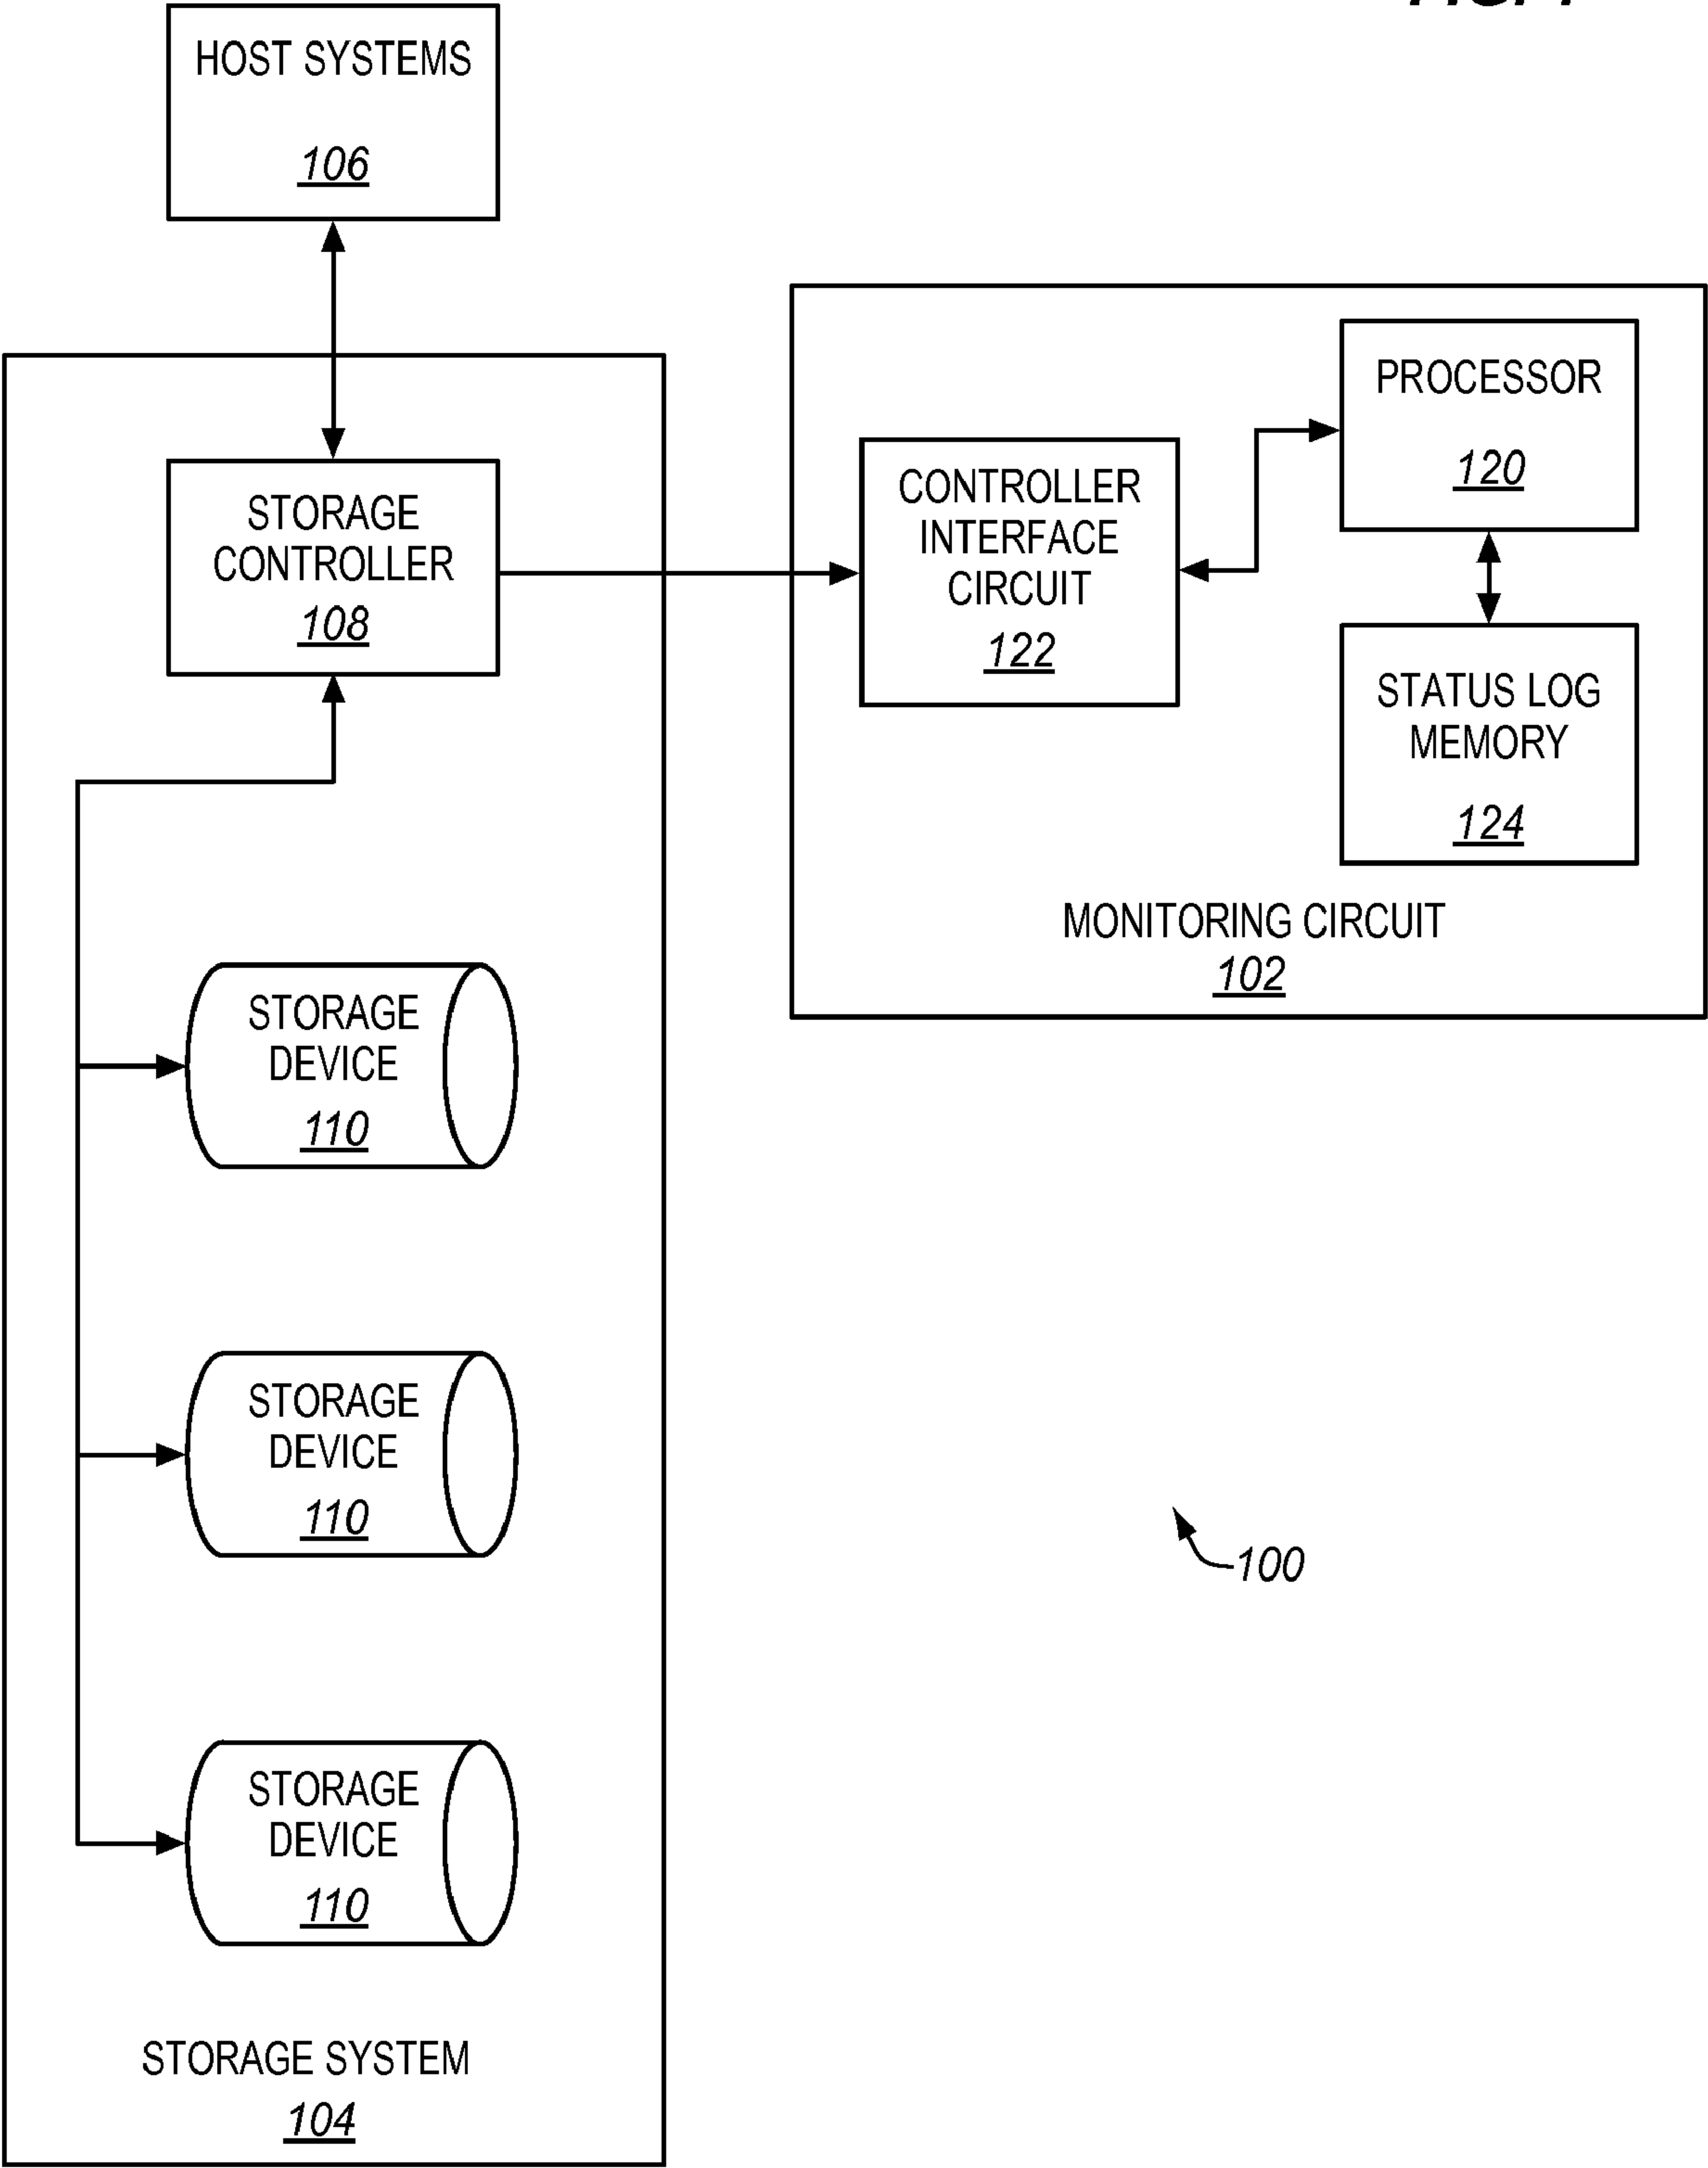 HOST SYSTEMS
106
PROCESSOR
120
CONTROLLER
INTERFACE
CIRCUIT
122
STORAGE
CONTROLLER
108
STATUS LOG
MEMORY
124
MONITORING CIRCUIT
102
STORAGE
DEVICE
110
STORAGE
DEVICE
110
100
STORAGE
DEVICE
110
STORAGE SYSTEM
104